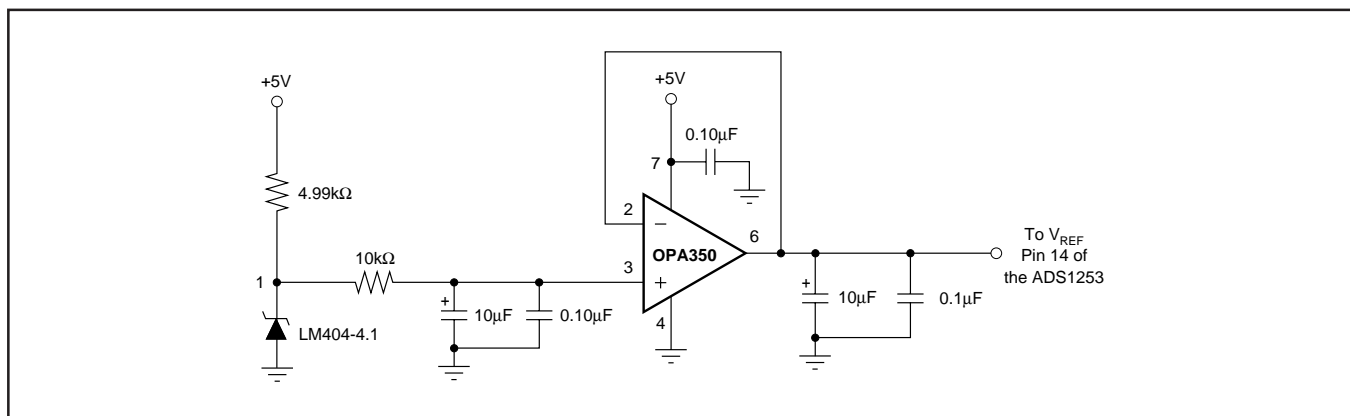 +5V
+5V
0.10µF
7
4.99kΩ
2
–
6
To VREF
Pin 14 of
the ADS1253
OPA350
10kΩ
1
3
+
+
10µF
0.10µF
+
10µF
0.1µF
LM404-4.1
4